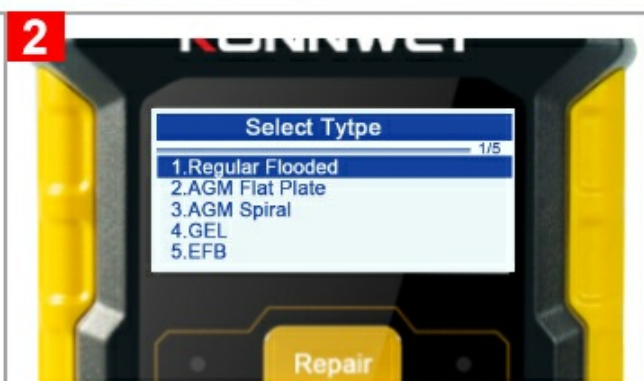 2
KONNWEI
Select Tytpe
1/5
1.Regular Flooded
2.AGM Flat Plate
3.AGM Spiral
4.GEL
5.EFB
Repair